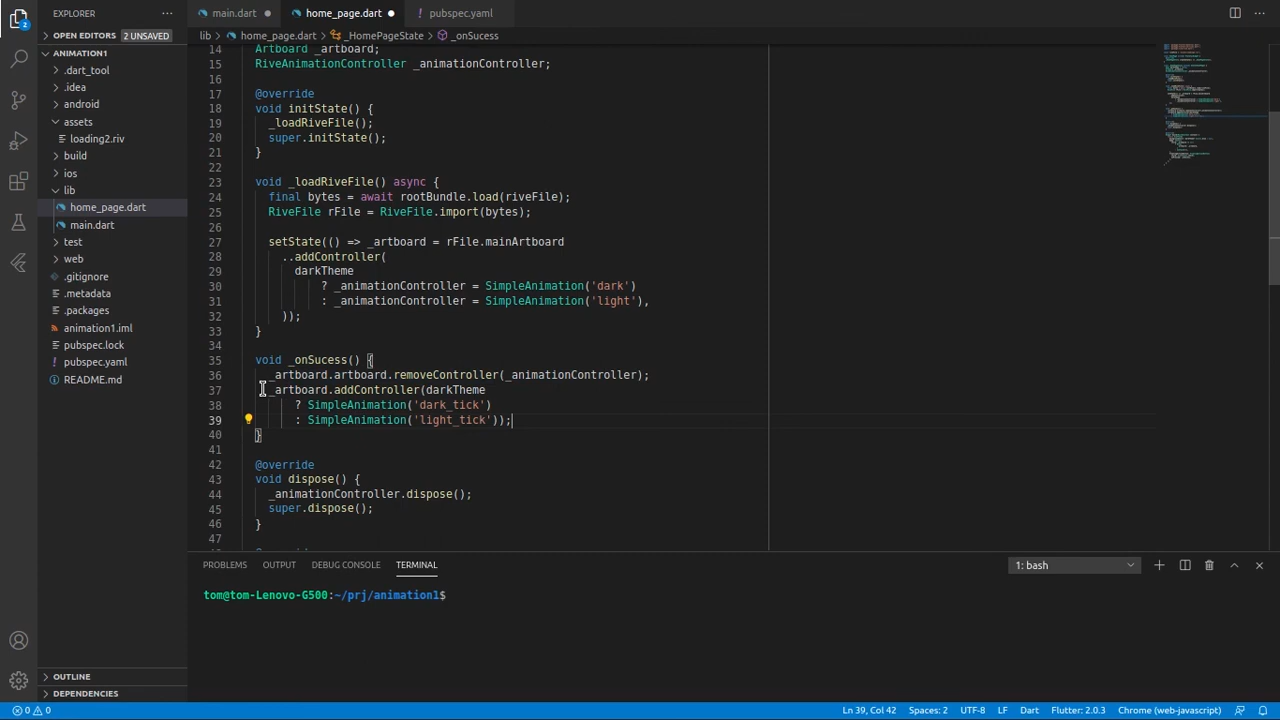 EXPLORER
main.dart
home_page.dart
pubspec.yaml
2
OPEN EDITORS 2 UNSAVED
lib > home_page.dart > _HomePageState > _onSucess
ANIMATION1
.dart_tool
.idea
android
assets
loading2.riv
build
ios
lib
home_page.dart
main.dart
test
web
.gitignore
.metadata
.packages
animation1.iml
pubspec.lock
pubspec.yaml
README.md
OUTLINE
DEPENDENCIES
14 Artboard _artboard;
15 RiveAnimationController _animationController;
16
17 @override
18 void initState() {
19 _loadRiveFile();
20 super.initState();
21 }
22
23 void _loadRiveFile() async {
24 final bytes = await rootBundle.load(riveFile);
25 RiveFile rFile = RiveFile.import(bytes);
26
27 setState(() => _artboard = rFile.mainArtboard
28 ..addController(
29 darkTheme
30 ? _animationController = SimpleAnimation('dark')
31 : _animationController = SimpleAnimation('light'),
32 ));
33 }
34
35 void _onSucess() {
36 _artboard.artboard.removeController(_animationController);
37 _artboard.addController(darkTheme
38 ? SimpleAnimation('dark_tick')
39 : SimpleAnimation('light_tick'));
40 }
41
42 @override
43 void dispose() {
44 _animationController.dispose();
45 super.dispose();
46 }
47
PROBLEMS OUTPUT DEBUG CONSOLE TERMINAL 1: bash
tom@tom-Lenovo-G500:~/prj/animation1$
0 0 Ln 39, Col 42 Spaces: 2 UTF-8 LF Dart Flutter: 2.0.3 Chrome (web-javascript)